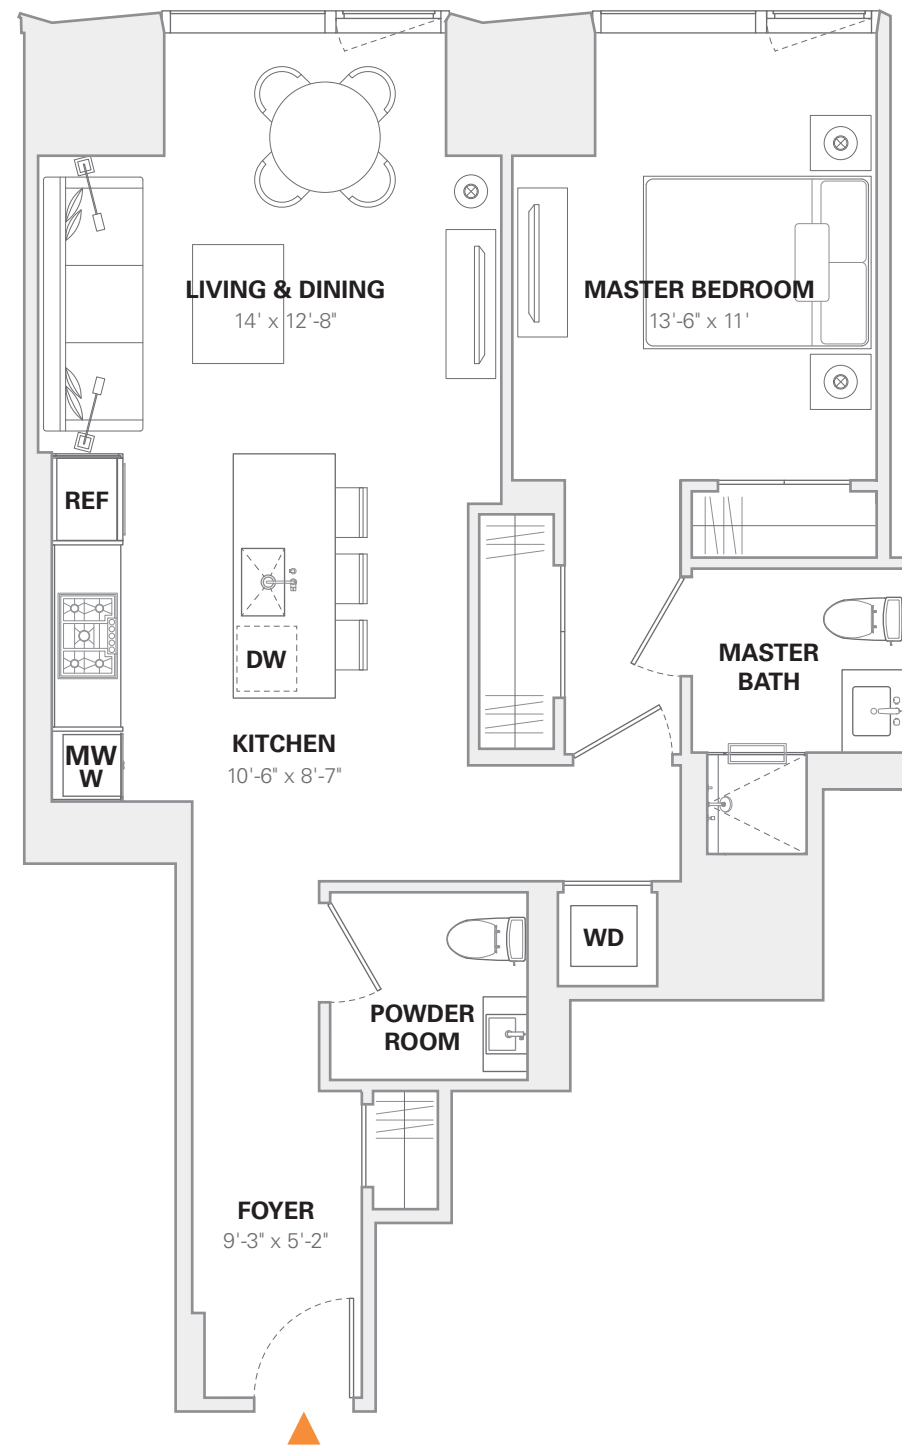 LIVING & DINING
14' x 12'-8"
MASTER BEDROOM
13'-6" x 11'
REF
DW
MASTER
BATH
KITCHEN
10'-6" x 8'-7"
MW
W
WD
POWDER
ROOM
FOYER
9'-3" x 5'-2"